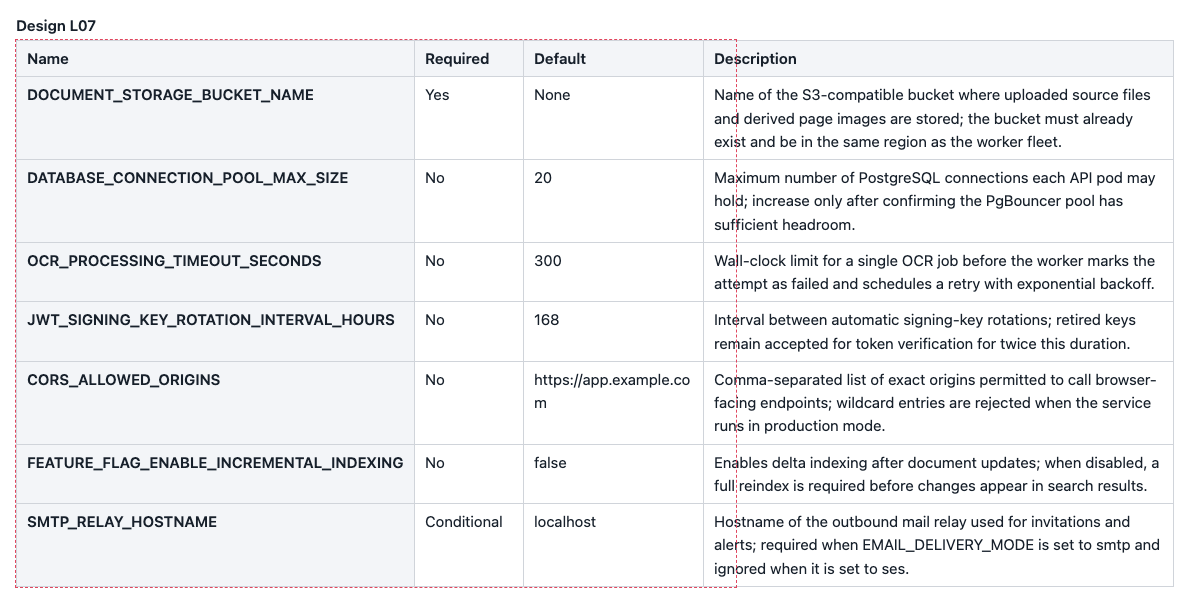 Design L07
Name Required Default Description
DOCUMENT_STORAGE_BUCKET_NAME Yes None Name of the S3-compatible bucket where uploaded source files
and derived page images are stored; the bucket must already
exist and be in the same region as the worker fleet.
DATABASE_CONNECTION_POOL_MAX_SIZE No 20 Maximum number of PostgreSQL connections each API pod may
hold; increase only after confirming the PgBouncer pool has
sufficient headroom.
OCR_PROCESSING_TIMEOUT_SECONDS No 300 Wall-clock limit for a single OCR job before the worker marks the
attempt as failed and schedules a retry with exponential backoff.
JWT_SIGNING_KEY_ROTATION_INTERVAL_HOURS No 168 Interval between automatic signing-key rotations; retired keys
remain accepted for token verification for twice this duration.
CORS_ALLOWED_ORIGINS No https://app.example.co Comma-separated list of exact origins permitted to call browser-
m facing endpoints; wildcard entries are rejected when the service
runs in production mode.
FEATURE_FLAG_ENABLE_INCREMENTAL_INDEXING No false Enables delta indexing after document updates; when disabled, a
full reindex is required before changes appear in search results.
SMTP_RELAY_HOSTNAME Conditional localhost Hostname of the outbound mail relay used for invitations and
alerts; required when EMAIL_DELIVERY_MODE is set to smtp and
ignored when it is set to ses.